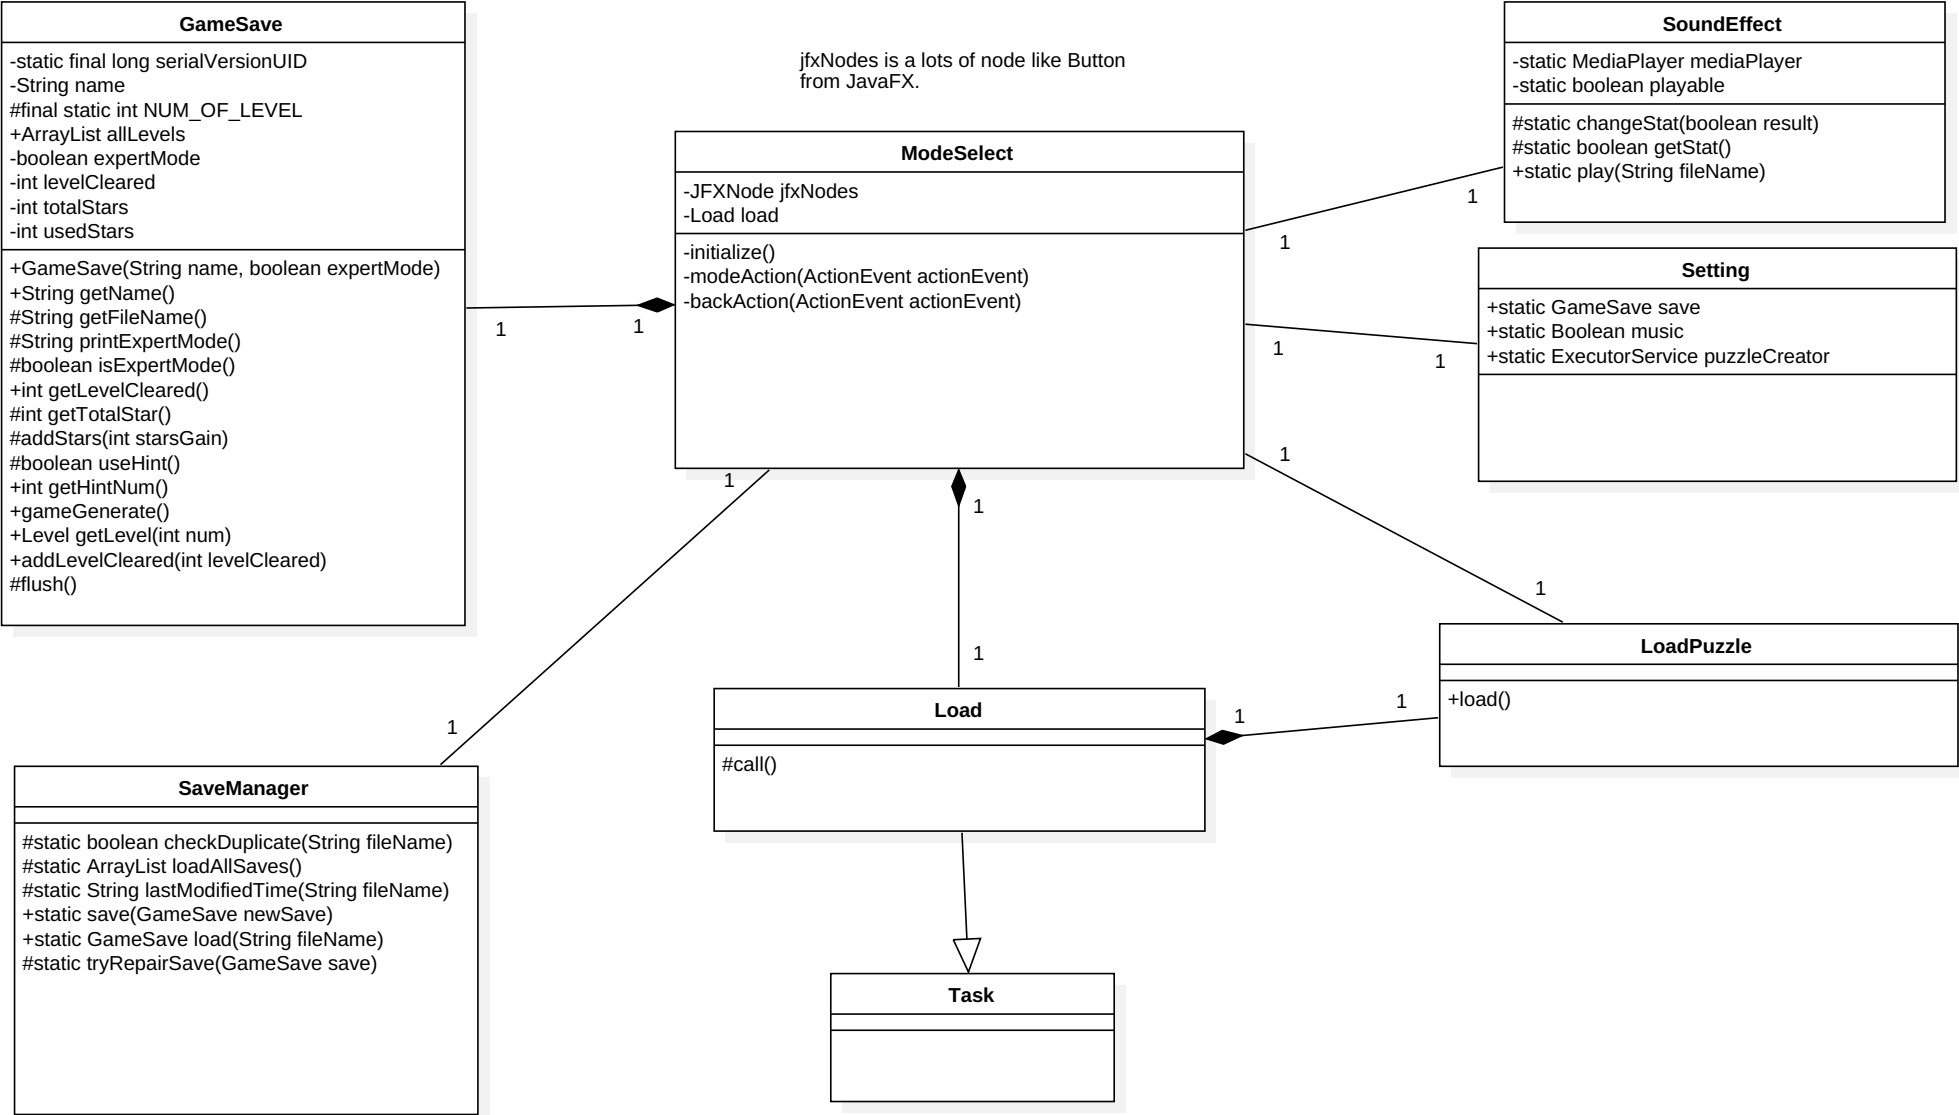 GameSave
-static final long serialVersionUID
-String name
#final static int NUM_OF_LEVEL
+ArrayList allLevels
-boolean expertMode
-int levelCleared
-int totalStars
-int usedStars
+GameSave(String name, boolean expertMode)
+String getName()
#String getFileName()
#String printExpertMode()
#boolean isExpertMode()
+int getLevelCleared()
#int getTotalStar()
#addStars(int starsGain)
#boolean useHint()
+int getHintNum()
+gameGenerate()
+Level getLevel(int num)
+addLevelCleared(int levelCleared)
#flush()
jfxNodes is a lots of node like Button
from JavaFX.
ModeSelect
-JFXNode jfxNodes
-Load load
-initialize()
-modeAction(ActionEvent actionEvent)
-backAction(ActionEvent actionEvent)
SoundEffect
-static MediaPlayer mediaPlayer
-static boolean playable
#static changeStat(boolean result)
#static boolean getStat()
+static play(String fileName)
Setting
+static GameSave save
+static Boolean music
+static ExecutorService puzzleCreator
1
1
1
1
1
1
1
1
1
1
1
1
1
1
LoadPuzzle
+load()
Load
#call()
SaveManager
#static boolean checkDuplicate(String fileName)
#static ArrayList loadAllSaves()
#static String lastModifiedTime(String fileName)
+static save(GameSave newSave)
+static GameSave load(String fileName)
#static tryRepairSave(GameSave save)
Task